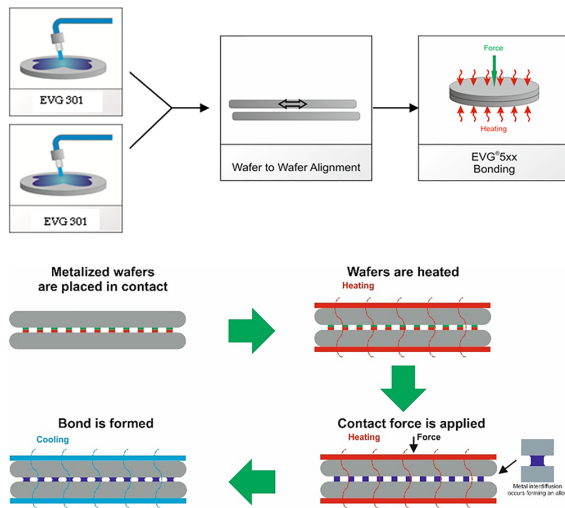 EVG 301
EVG 301
Wafer to Wafer Alignment
Force
Heating
EVG®5xx
Bonding
Metalized wafers
are placed in contact
Wafers are heated
Heating
Bond is formed
Cooling
Contact force is applied
Heating
Force
Metal interdiffusion
occurs forming an allo